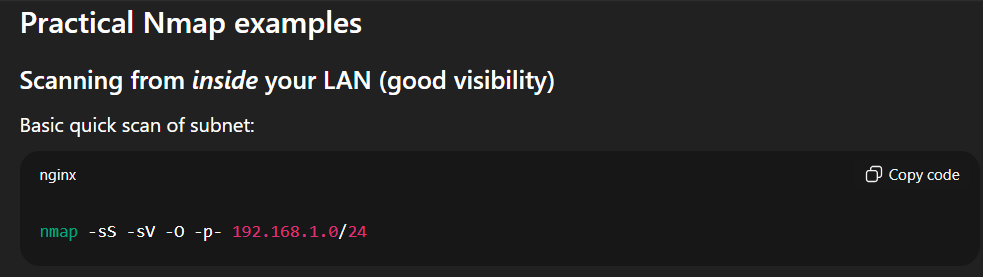 Practical Nmap examples
Scanning from inside your LAN (good visibility)
Basic quick scan of subnet:
nginx
Copy code
nmap -sS -sV -O -p- 192.168.1.0/24